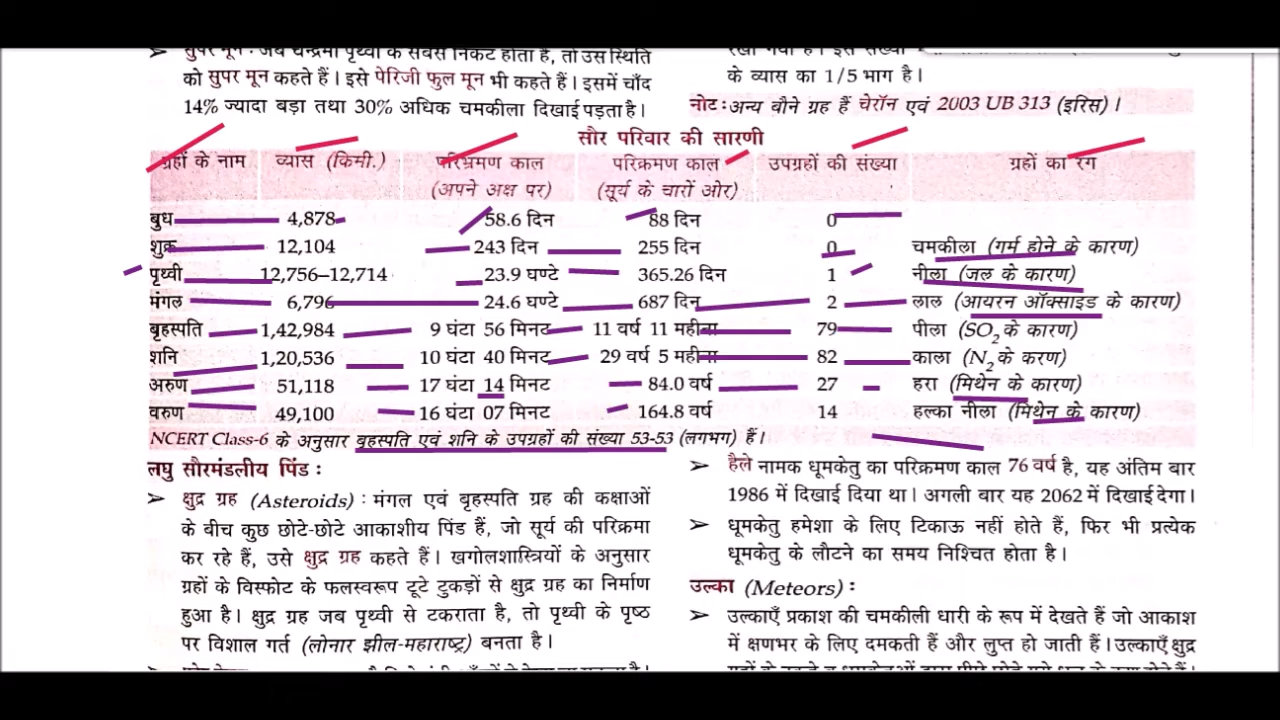 सुपर मून : जब चन्द्रमा पृथ्वी के सबसे निकट होता है, तो उस स्थिति
को सुपर मून कहते हैं। इसे पेरिजी फुल मून भी कहते हैं। इसमें चाँद
14% ज्यादा बड़ा तथा 30% अधिक चमकीला दिखाई पड़ता है।
रखा गया है। इस संख्या
के व्यास का 1/5 भाग है।
नोट : अन्य बौने ग्रह हैं चेरॉन एवं 2003 UB 313 (इरिस)।
सौर परिवार की सारणी
ग्रहों के नाम व्यास (किमी.) परिभ्रमण काल परिक्रमण काल उपग्रहों की संख्या ग्रहों का रंग
(अपने अक्ष पर) (सूर्य के चारों ओर)
बुध 4,878 58.6 दिन 88 दिन 0
शुक्र 12,104 243 दिन 255 दिन 0 चमकीला (गर्म होने के कारण)
पृथ्वी 12,756–12,714 23.9 घण्टे 365.26 दिन 1 नीला (जल के कारण)
मंगल 6,796 24.6 घण्टे 687 दिन 2 लाल (आयरन ऑक्साइड के कारण)
बृहस्पति 1,42,984 9 घंटा 56 मिनट 11 वर्ष 11 महीना 79 पीला (SO2 के कारण)
शनि 1,20,536 10 घंटा 40 मिनट 29 वर्ष 5 महीना 82 काला (N2 के करण)
अरुण 51,118 17 घंटा 14 मिनट 84.0 वर्ष 27 हरा (मिथेन के कारण)
वरुण 49,100 16 घंटा 07 मिनट 164.8 वर्ष 14 हल्का नीला (मिथेन के कारण)
NCERT Class-6 के अनुसार बृहस्पति एवं शनि के उपग्रहों की संख्या 53-53 (लगभग) हैं।
लघु सौरमंडलीय पिंड :
➢ क्षुद्र ग्रह (Asteroids) : मंगल एवं बृहस्पति ग्रह की कक्षाओं
के बीच कुछ छोटे-छोटे आकाशीय पिंड हैं, जो सूर्य की परिक्रमा
कर रहे हैं, उसे क्षुद्र ग्रह कहते हैं। खगोलशास्त्रियों के अनुसार
ग्रहों के विस्फोट के फलस्वरूप टूटे टुकड़ों से क्षुद्र ग्रह का निर्माण
हुआ है। क्षुद्र ग्रह जब पृथ्वी से टकराता है, तो पृथ्वी के पृष्ठ
पर विशाल गर्त (लोनार झील-महाराष्ट्र) बनता है।
➢ हैले नामक धूमकेतु का परिक्रमण काल 76 वर्ष है, यह अंतिम बार
1986 में दिखाई दिया था। अगली बार यह 2062 में दिखाई देगा।
➢ धूमकेतु हमेशा के लिए टिकाऊ नहीं होते हैं, फिर भी प्रत्येक
धूमकेतु के लौटने का समय निश्चित होता है।
उल्का (Meteors) :
➢ उल्काएँ प्रकाश की चमकीली धारी के रूप में देखते हैं जो आकाश
में क्षणभर के लिए दमकती हैं और लुप्त हो जाती हैं। उल्काएँ क्षुद्र